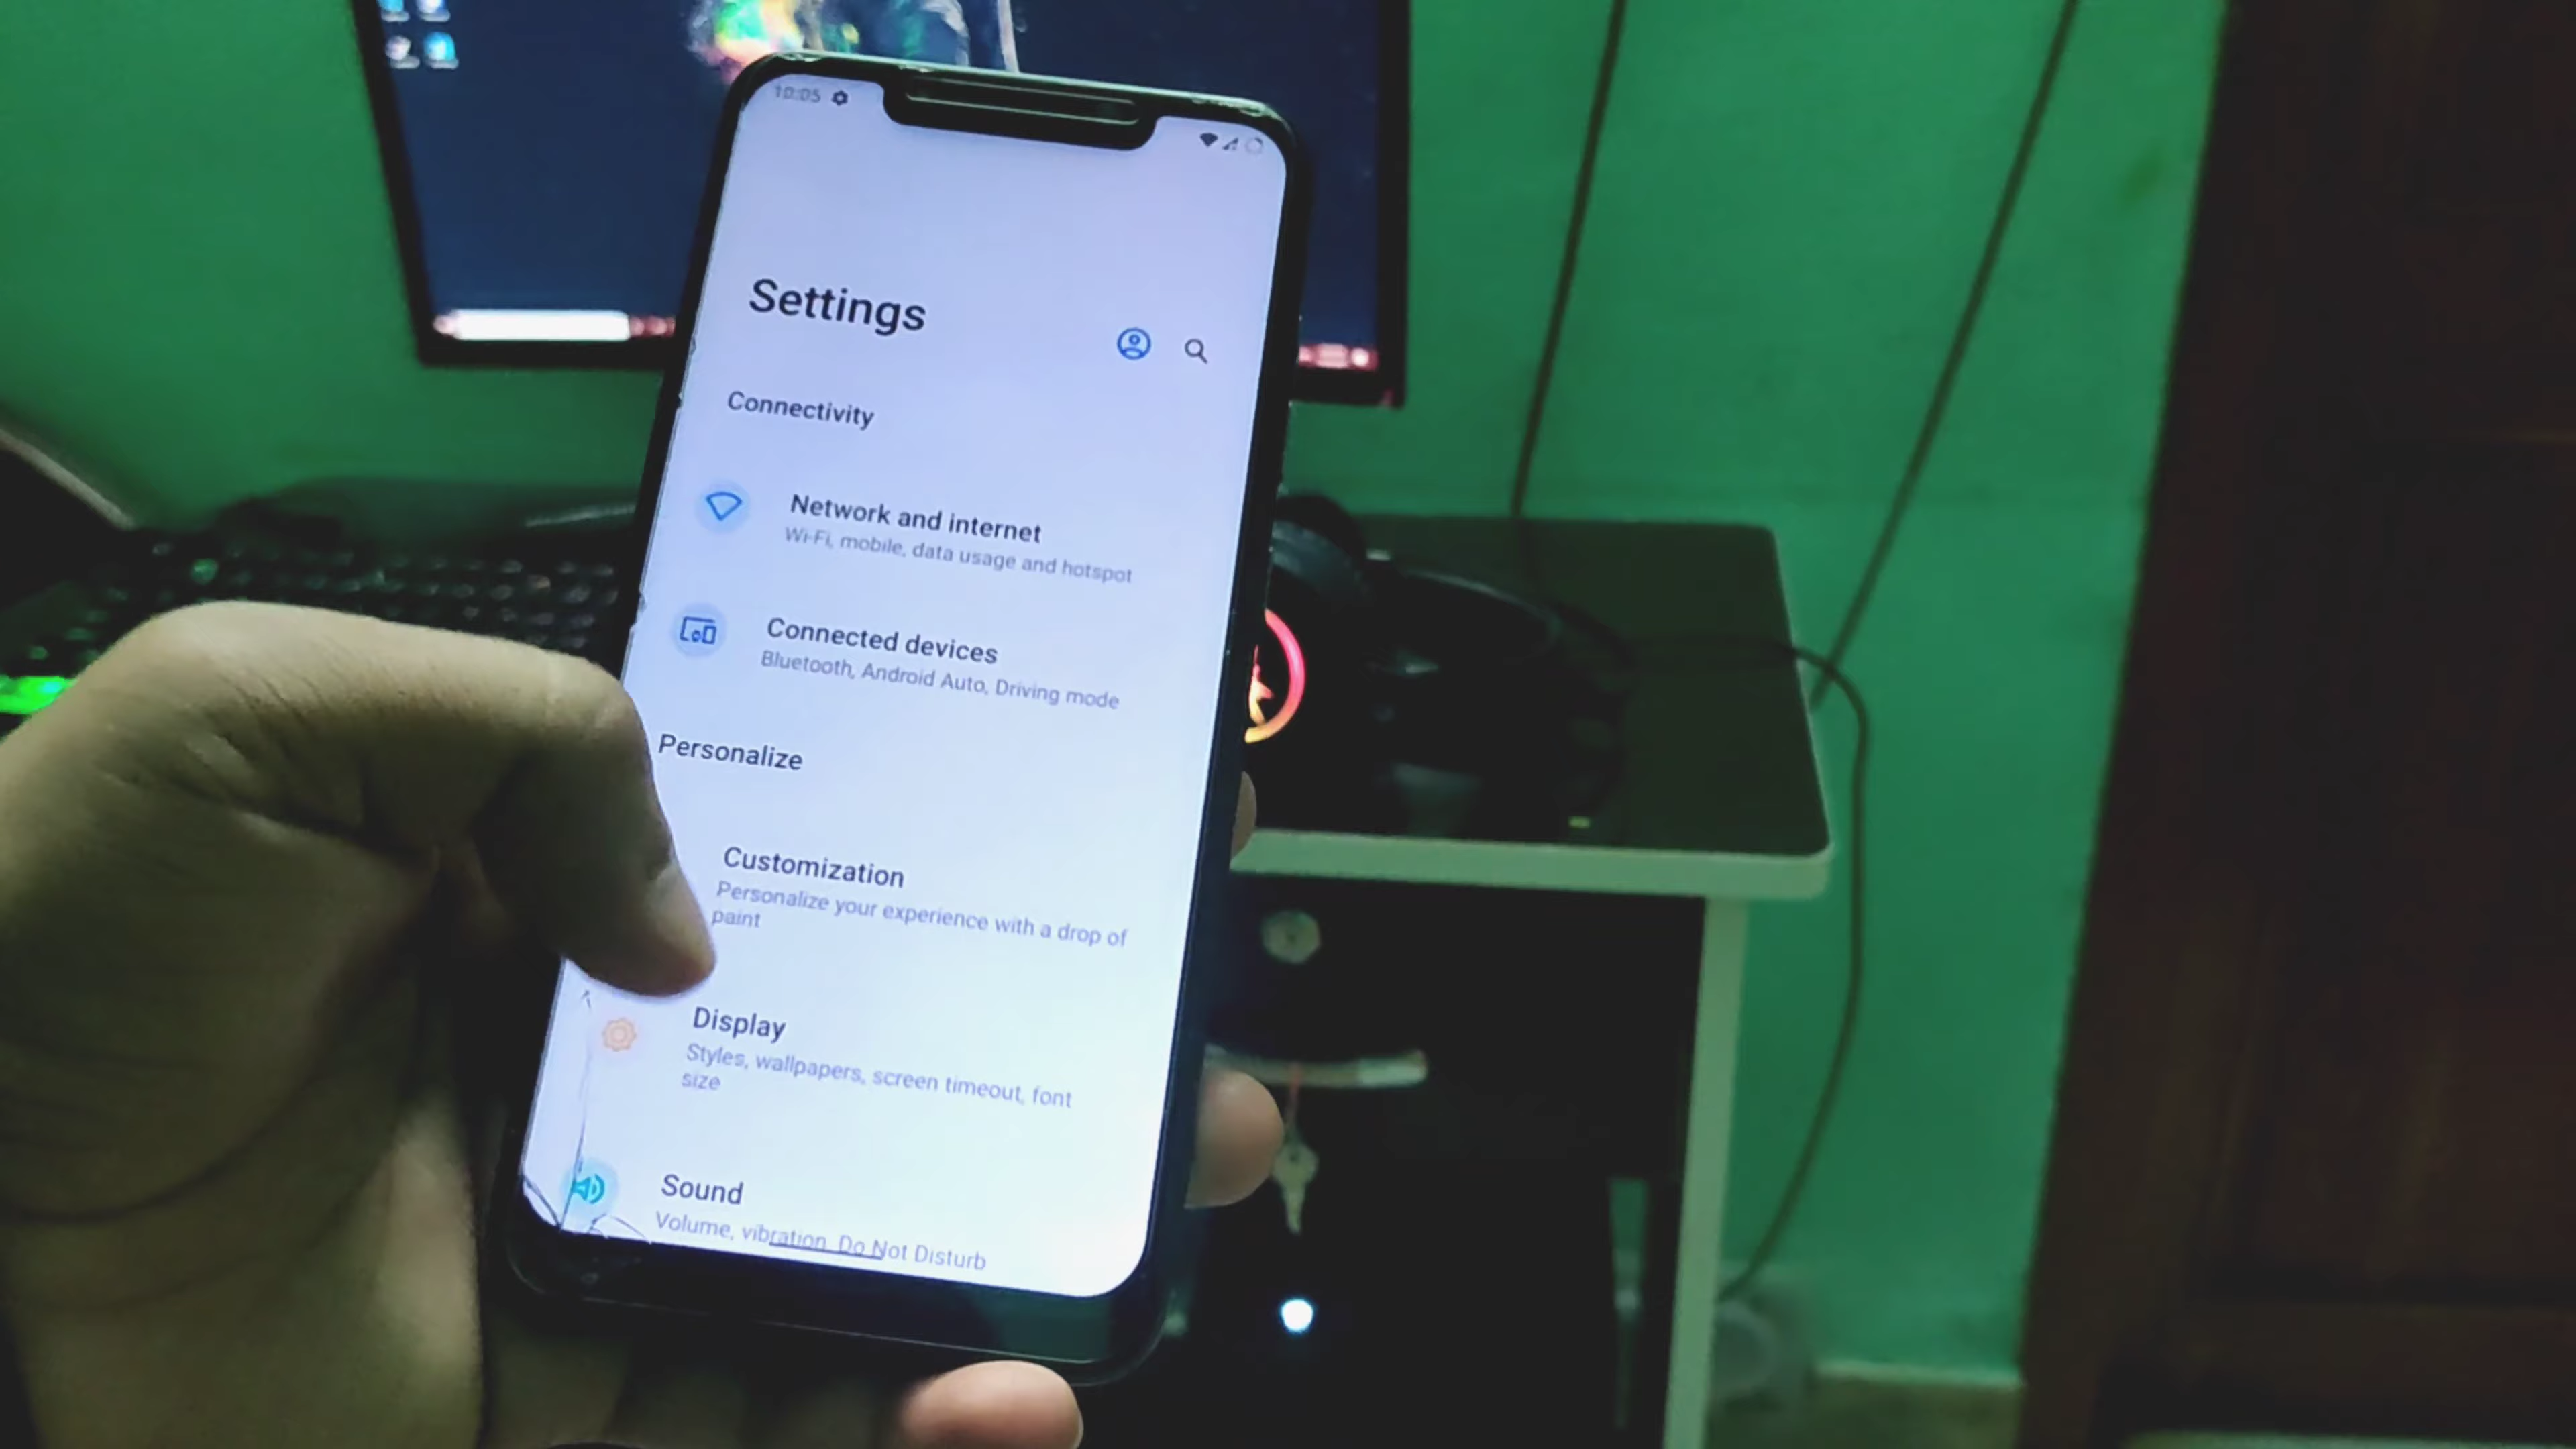 10:05
Settings
Connectivity
Network and internet
Wi-Fi, mobile, data usage and hotspot
Connected devices
Bluetooth, Android Auto, Driving mode
Personalize
Customization
Personalize your experience with a drop of
paint
Display
Styles, wallpapers, screen timeout, font
size
Sound
Volume, vibration, Do Not Disturb